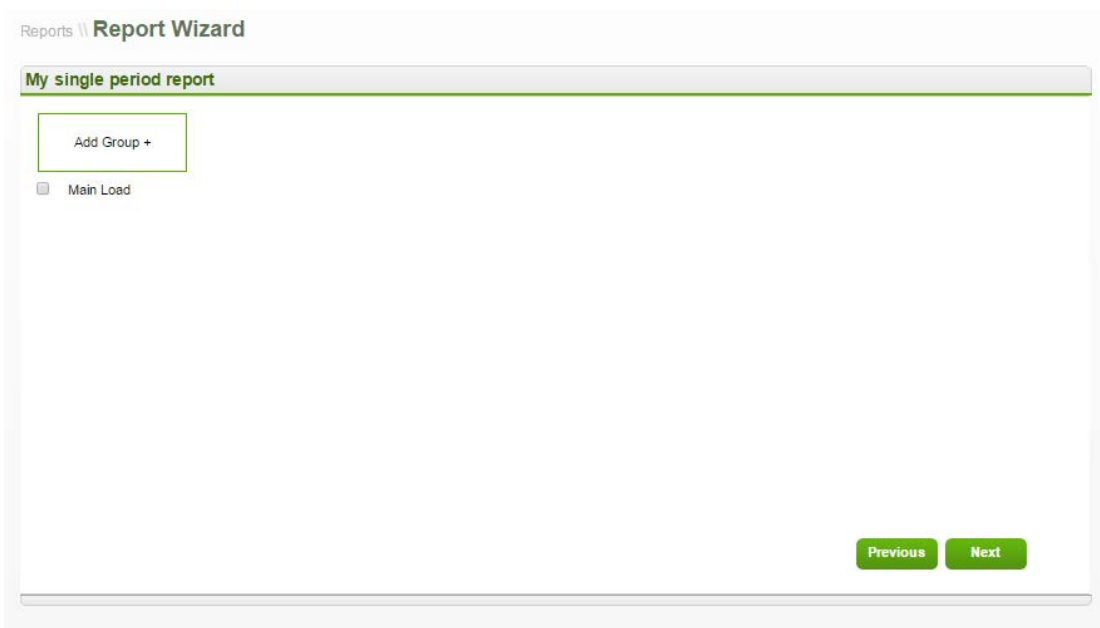 Reports \\ Report Wizard
My single period report
Add Group +
Main Load
Previous Next